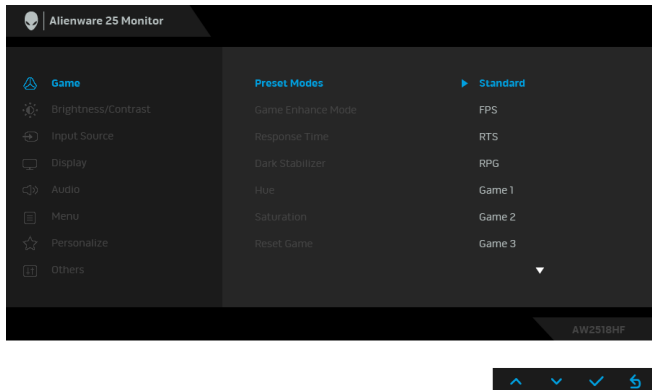 Alienware 25 Monitor
Game Preset Modes Standard
Brightness/Contrast Game Enhance Mode FPS
Input Source Response Time RTS
Display Dark Stabilizer RPG
Audio Hue Game 1
Menu Saturation Game 2
Personalize Reset Game Game 3
Others
AW2518HF